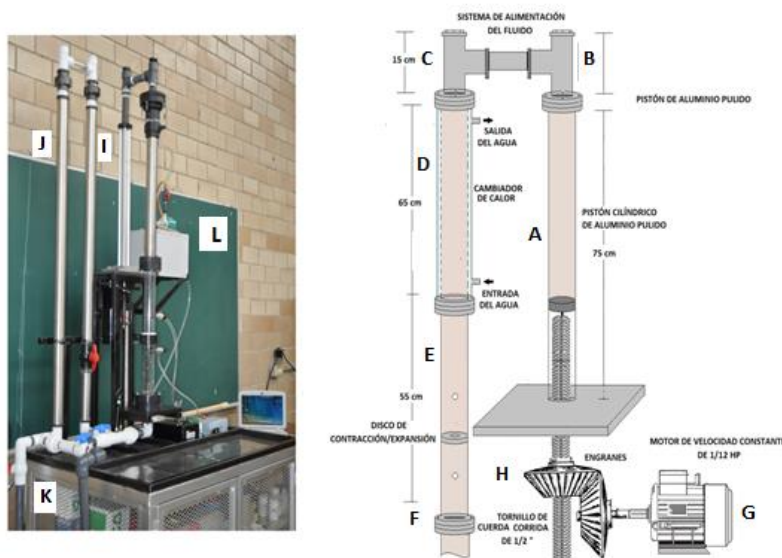 SISTEMA DE ALIMENTACIÓN
DEL FLUIDO
15 cm
C
B
PISTÓN DE ALUMINIO PULIDO
SALIDA
DEL AGUA
D
65 cm
CAMBIADOR
DE CALOR
A
PISTÓN CILÍNDRICO
DE ALUMINIO PULIDO
75 cm
ENTRADA
DEL AGUA
E
55 cm
DISCO DE
CONTRACCIÓN/EXPANSIÓN
ENGRANES
MOTOR DE VELOCIDAD CONSTANTE
DE 1/12 HP
H
F
TORNILLO DE
CUERDA CORRIDA
DE 1/2 "
G
J
I
L
K